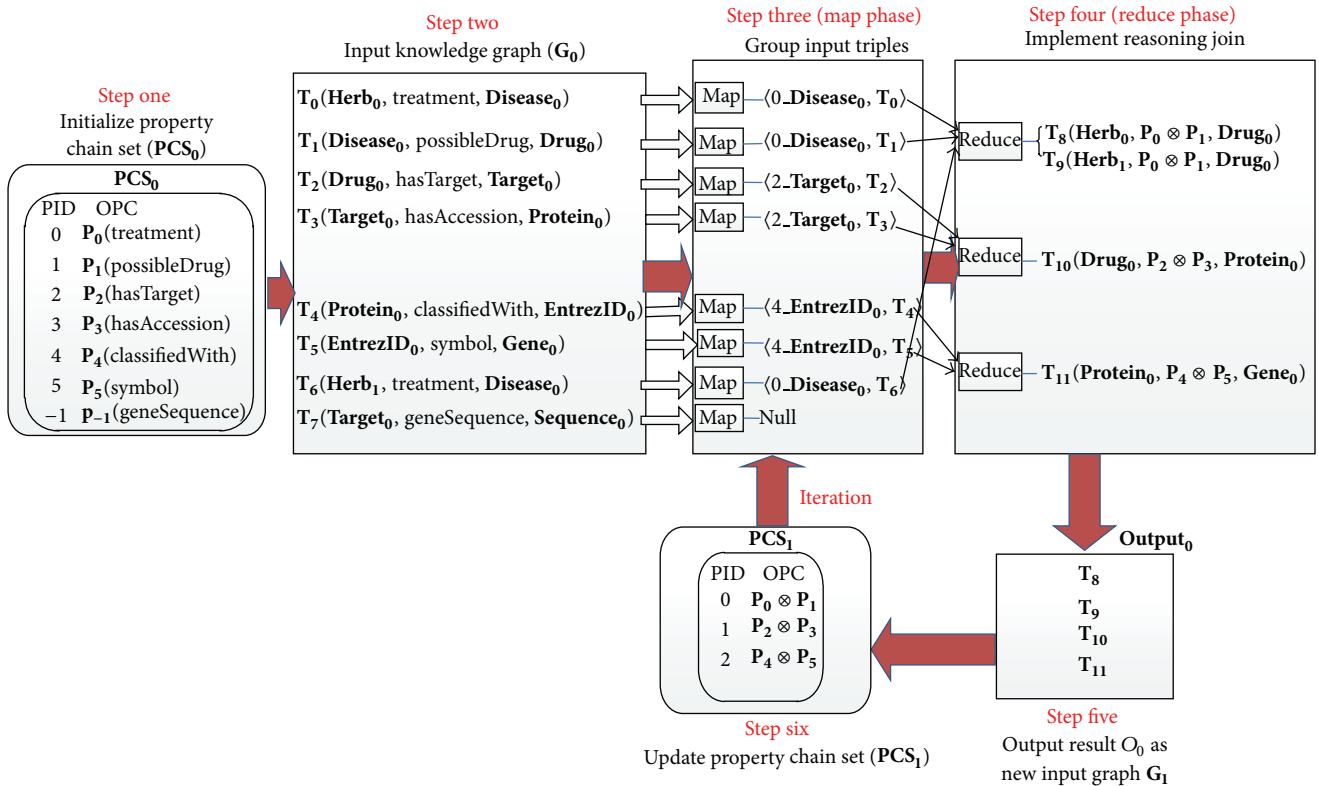 Step one
Initialize property
chain set (PCS₀)
PCS₀
PID OPC
0 P₀(treatment)
1 P₁(possibleDrug)
2 P₂(hasTarget)
3 P₃(hasAccession)
4 P₄(classifiedWith)
5 P₅(symbol)
−1 P₋₁(geneSequence)
Step two
Input knowledge graph (G₀)
T₀(Herb₀, treatment, Disease₀)
T₁(Disease₀, possibleDrug, Drug₀)
T₂(Drug₀, hasTarget, Target₀)
T₃(Target₀, hasAccession, Protein₀)
T₄(Protein₀, classifiedWith, EntrezID₀)
T₅(EntrezID₀, symbol, Gene₀)
T₆(Herb₁, treatment, Disease₀)
T₇(Target₀, geneSequence, Sequence₀)
Step three (map phase)
Group input triples
Map ⟨0_Disease₀, T₀⟩
Map ⟨0_Disease₀, T₁⟩
Map ⟨2_Target₀, T₂⟩
Map ⟨2_Target₀, T₃⟩
Map ⟨4_EntrezID₀, T₄⟩
Map ⟨4_EntrezID₀, T₅⟩
Map ⟨0_Disease₀, T₆⟩
Map Null
Step four (reduce phase)
Implement reasoning join
Reduce
T₈(Herb₀, P₀ ⊗ P₁, Drug₀)
T₉(Herb₁, P₀ ⊗ P₁, Drug₀)
Reduce T₁₀(Drug₀, P₂ ⊗ P₃, Protein₀)
Reduce T₁₁(Protein₀, P₄ ⊗ P₅, Gene₀)
Output₀
T₈
T₉
T₁₀
T₁₁
Step five
Output result O₀ as
new input graph G₁
Iteration
PCS₁
PID OPC
0 P₀ ⊗ P₁
1 P₂ ⊗ P₃
2 P₄ ⊗ P₅
Step six
Update property chain set (PCS₁)